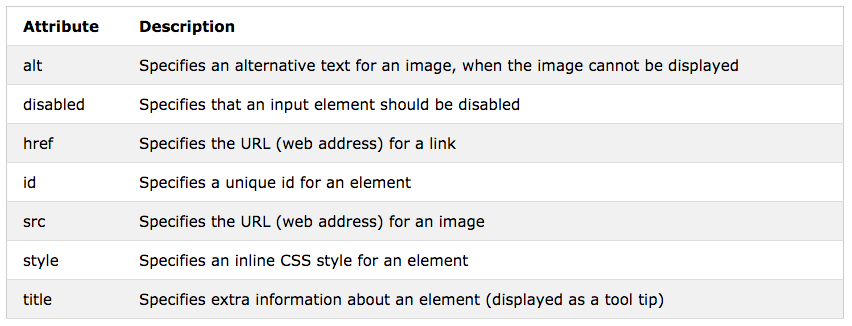 Attribute Description
alt Specifies an alternative text for an image, when the image cannot be displayed
disabled Specifies that an input element should be disabled
href Specifies the URL (web address) for a link
id Specifies a unique id for an element
src Specifies the URL (web address) for an image
style Specifies an inline CSS style for an element
title Specifies extra information about an element (displayed as a tool tip)